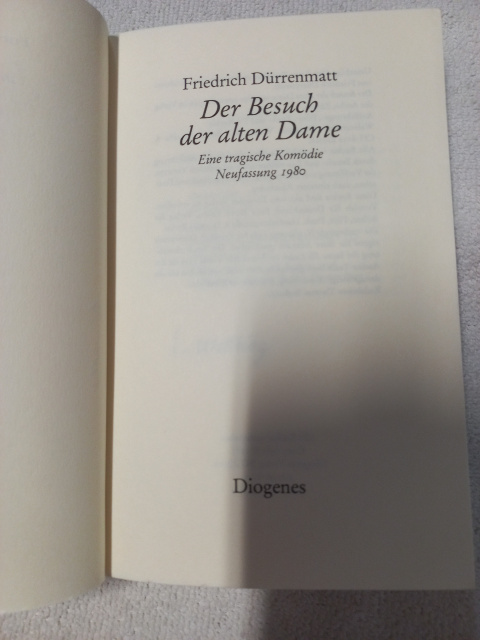 Friedrich Dürrenmatt
Der Besuch
der alten Dame
Eine tragische Komödie
Neufassung 1980
Diogenes